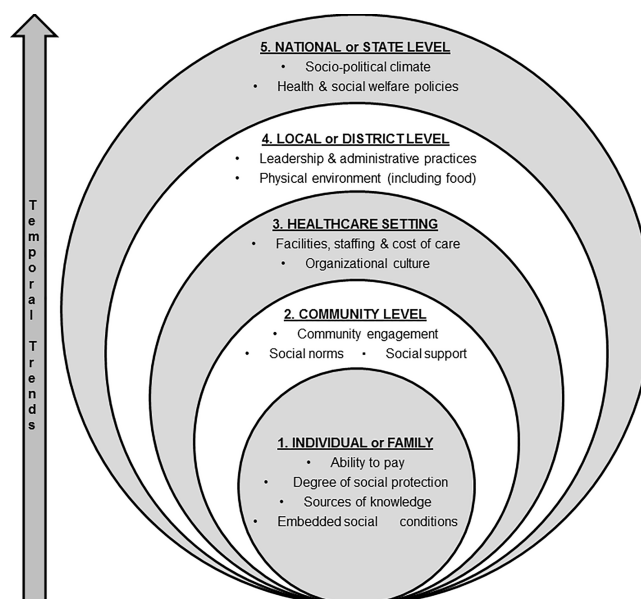 5. NATIONAL or STATE LEVEL
• Socio-political climate
• Health & social welfare policies
4. LOCAL or DISTRICT LEVEL
• Leadership & administrative practices
• Physical environment (including food)
3. HEALTHCARE SETTING
• Facilities, staffing & cost of care
• Organizational culture
2. COMMUNITY LEVEL
• Community engagement
• Social norms • Social support
1. INDIVIDUAL or FAMILY
• Ability to pay
• Degree of social protection
• Sources of knowledge
• Embedded social conditions
Temporal Trends